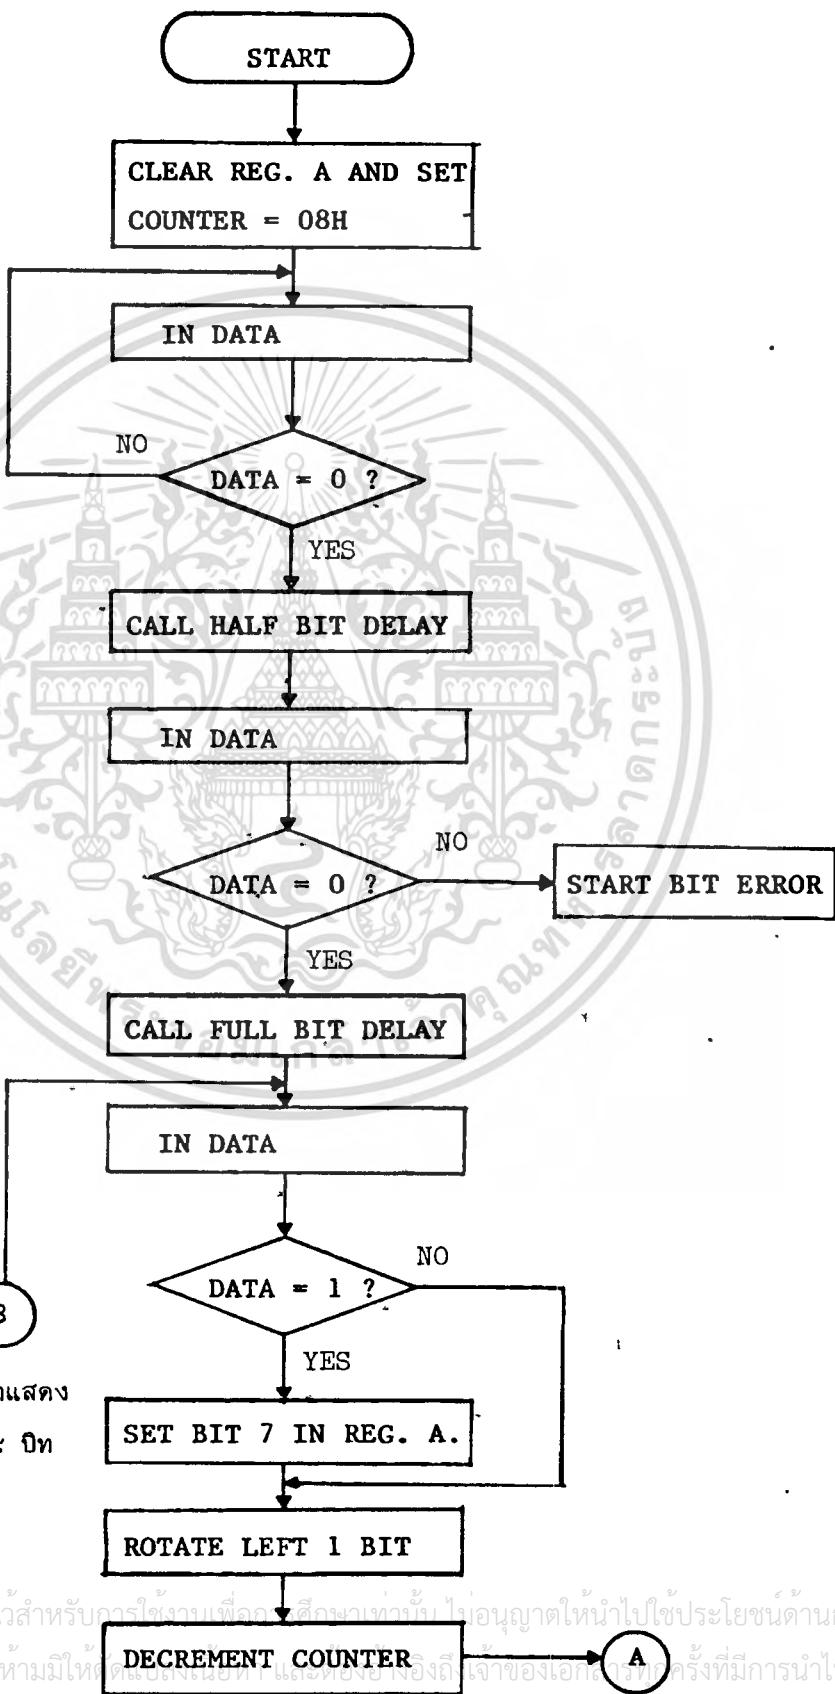 START
CLEAR REG. A AND SET
COUNTER = 08H
IN DATA
NO
DATA = 0 ?
YES
CALL HALF BIT DELAY
IN DATA
NO
DATA = 0 ?
START BIT ERROR
YES
CALL FULL BIT DELAY
IN DATA
NO
DATA = 1 ?
YES
SET BIT 7 IN REG. A.
ROTATE LEFT 1 BIT
DECREMENT COUNTER
A